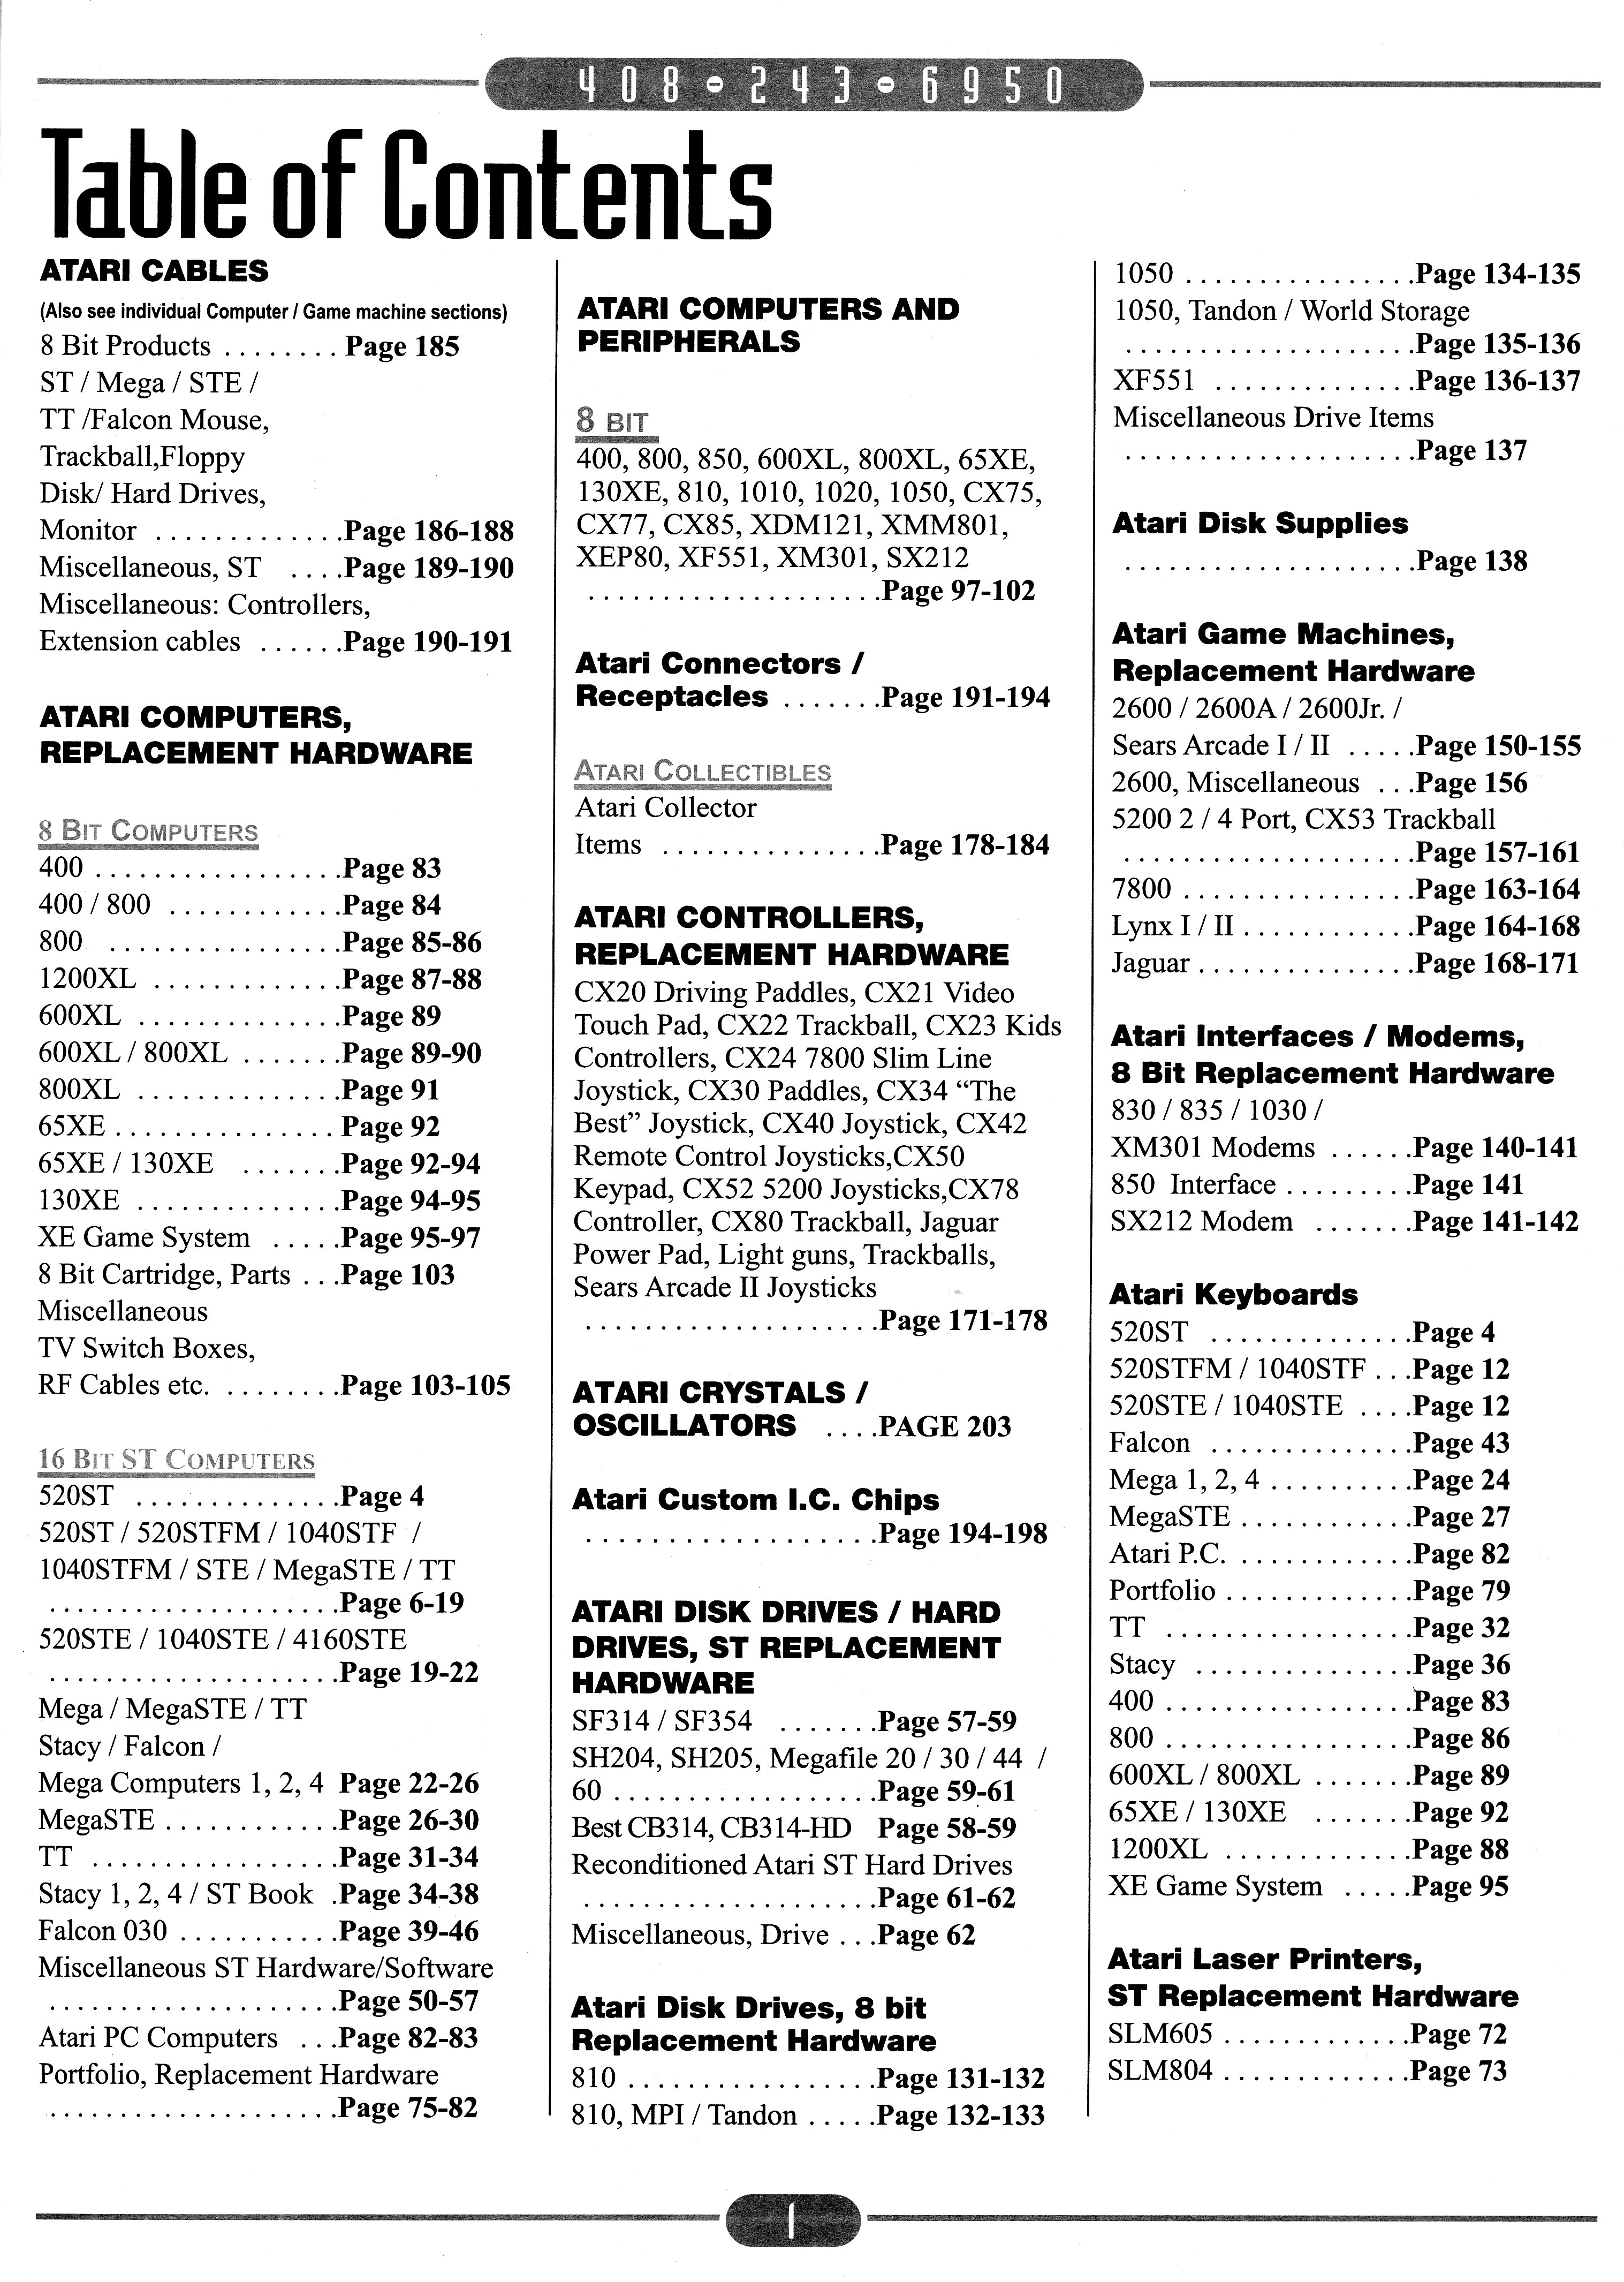 408-243-6950
Table of Contents
ATARI CABLES
(Also see individual Computer / Game machine sections)
8 Bit Products ........ Page 185
ST / Mega / STE /
TT /Falcon Mouse,
Trackball,Floppy
Disk/ Hard Drives,
Monitor .............Page 186-188
Miscellaneous, ST ....Page 189-190
Miscellaneous: Controllers,
Extension cables ......Page 190-191
ATARI COMPUTERS,
REPLACEMENT HARDWARE
8 BIT COMPUTERS
400 .................Page 83
400 / 800 ............Page 84
800 ................Page 85-86
1200XL .............Page 87-88
600XL ..............Page 89
600XL / 800XL .......Page 89-90
800XL ..............Page 91
65XE ............... Page 92
65XE / 130XE .......Page 92-94
130XE ..............Page 94-95
XE Game System .....Page 95-97
8 Bit Cartridge, Parts ...Page 103
Miscellaneous
TV Switch Boxes,
RF Cables etc. ........Page 103-105
16 BIT ST COMPUTERS
520ST ..............Page 4
520ST / 520STFM / 1040STF /
1040STFM / STE / MegaSTE / TT
....................Page 6-19
520STE / 1040STE / 4160STE
....................Page 19-22
Mega / MegaSTE / TT
Stacy / Falcon /
Mega Computers 1, 2, 4 Page 22-26
MegaSTE ............Page 26-30
TT .................Page 31-34
Stacy 1, 2, 4 / ST Book .Page 34-38
Falcon 030 ...........Page 39-46
Miscellaneous ST Hardware/Software
....................Page 50-57
Atari PC Computers ...Page 82-83
Portfolio, Replacement Hardware
....................Page 75-82
ATARI COMPUTERS AND
PERIPHERALS
8 BIT
400, 800, 850, 600XL, 800XL, 65XE,
130XE, 810, 1010, 1020, 1050, CX75,
CX77, CX85, XDM121, XMM801,
XEP80, XF551, XM301, SX212
....................Page 97-102
Atari Connectors /
Receptacles .......Page 191-194
ATARI COLLECTIBLES
Atari Collector
Items ...............Page 178-184
ATARI CONTROLLERS,
REPLACEMENT HARDWARE
CX20 Driving Paddles, CX21 Video
Touch Pad, CX22 Trackball, CX23 Kids
Controllers, CX24 7800 Slim Line
Joystick, CX30 Paddles, CX34 “The
Best” Joystick, CX40 Joystick, CX42
Remote Control Joysticks,CX50
Keypad, CX52 5200 Joysticks,CX78
Controller, CX80 Trackball, Jaguar
Power Pad, Light guns, Trackballs,
Sears Arcade II Joysticks
....................Page 171-178
ATARI CRYSTALS /
OSCILLATORS ....PAGE 203
Atari Custom I.C. Chips
....................Page 194-198
ATARI DISK DRIVES / HARD
DRIVES, ST REPLACEMENT
HARDWARE
SF314 / SF354 .......Page 57-59
SH204, SH205, Megafile 20 / 30 / 44 /
60 ..................Page 59-61
Best CB314, CB314-HD Page 58-59
Reconditioned Atari ST Hard Drives
....................Page 61-62
Miscellaneous, Drive ...Page 62
Atari Disk Drives, 8 bit
Replacement Hardware
810 .................Page 131-132
810, MPI / Tandon .....Page 132-133
1050 ................Page 134-135
1050, Tandon / World Storage
....................Page 135-136
XF551 ..............Page 136-137
Miscellaneous Drive Items
....................Page 137
Atari Disk Supplies
....................Page 138
Atari Game Machines,
Replacement Hardware
2600 / 2600A / 2600Jr. /
Sears Arcade I / II .....Page 150-155
2600, Miscellaneous ...Page 156
5200 2 / 4 Port, CX53 Trackball
....................Page 157-161
7800 ................Page 163-164
Lynx I / II ............Page 164-168
Jaguar ...............Page 168-171
Atari Interfaces / Modems,
8 Bit Replacement Hardware
830 / 835 / 1030 /
XM301 Modems ......Page 140-141
850 Interface .........Page 141
SX212 Modem .......Page 141-142
Atari Keyboards
520ST ..............Page 4
520STFM / 1040STF ...Page 12
520STE / 1040STE ....Page 12
Falcon ..............Page 43
Mega 1, 2, 4 ..........Page 24
MegaSTE ............Page 27
Atari P.C. ............Page 82
Portfolio .............Page 79
TT .................Page 32
Stacy ...............Page 36
400 .................Page 83
800 .................Page 86
600XL / 800XL .......Page 89
65XE / 130XE .......Page 92
1200XL .............Page 88
XE Game System .....Page 95
Atari Laser Printers,
ST Replacement Hardware
SLM605 .............Page 72
SLM804 .............Page 73
1